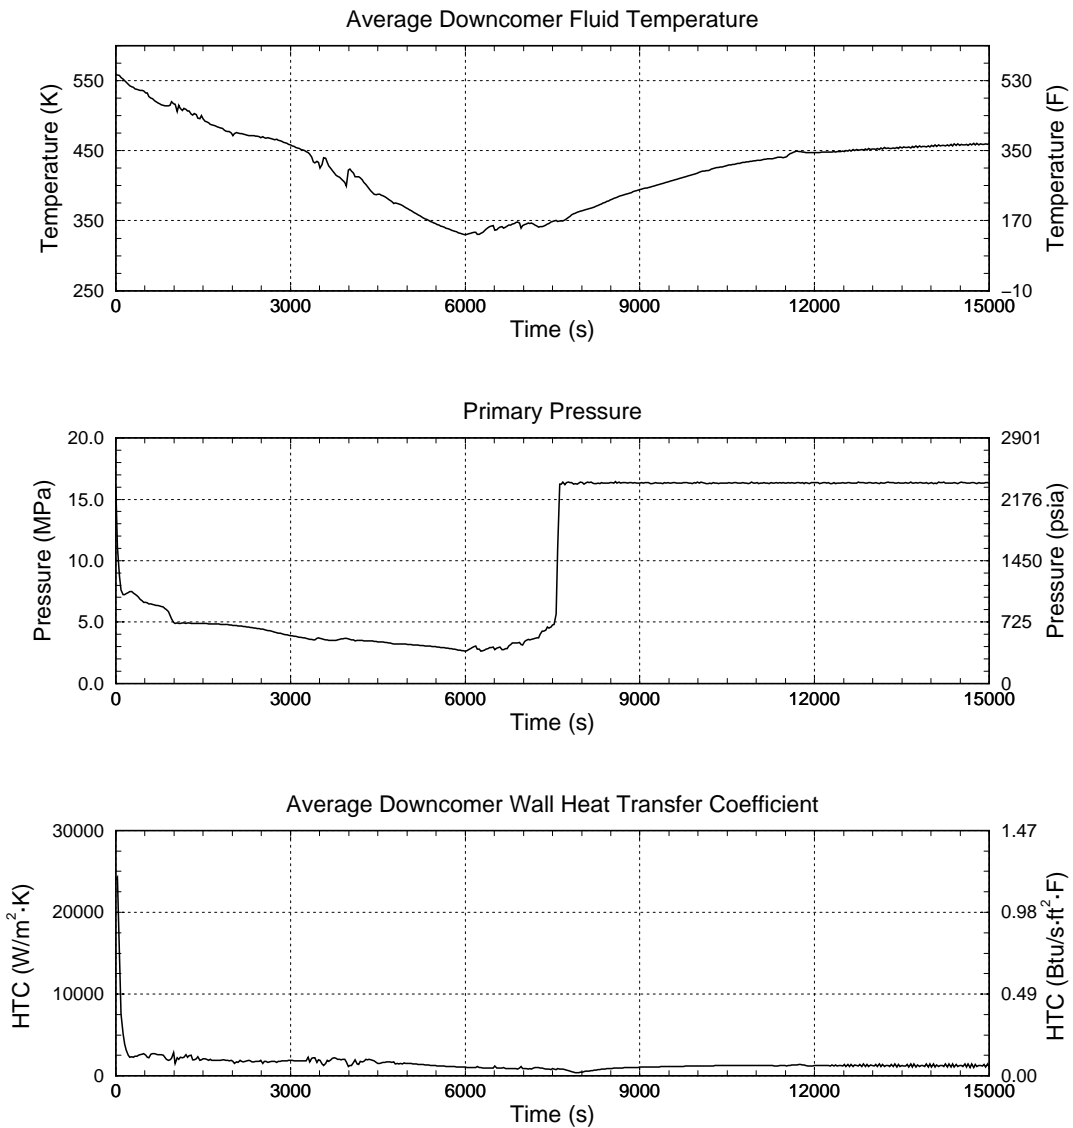 Average Downcomer Fluid Temperature
Temperature (K)
550
450
350
250
530
350
170
−10
Temperature (F)
0 3000 6000 9000 12000 15000
Time (s)
Primary Pressure
Pressure (MPa)
20.0
15.0
10.0
5.0
0.0
2901
2176
1450
725
0
Pressure (psia)
0 3000 6000 9000 12000 15000
Time (s)
Average Downcomer Wall Heat Transfer Coefficient
HTC (W/m²·K)
30000
20000
10000
0
1.47
0.98
0.49
0.00
HTC (Btu/s·ft²·F)
0 3000 6000 9000 12000 15000
Time (s)